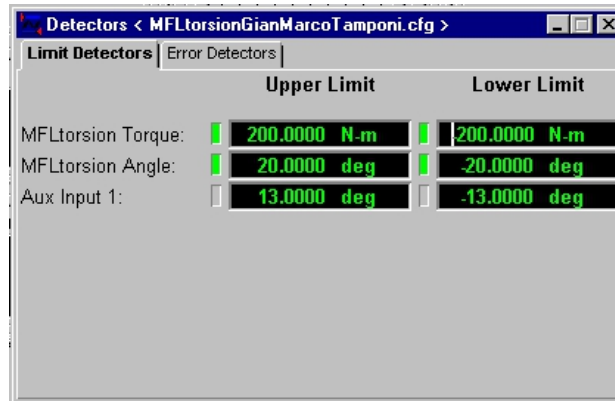 Detectors < MFLtorsionGianMarcoTamponi.cfg >
Limit Detectors Error Detectors
Upper Limit Lower Limit
MFLtorsion Torque: 200.0000 N-m -200.0000 N-m
MFLtorsion Angle: 20.0000 deg -20.0000 deg
Aux Input 1: 13.0000 deg -13.0000 deg